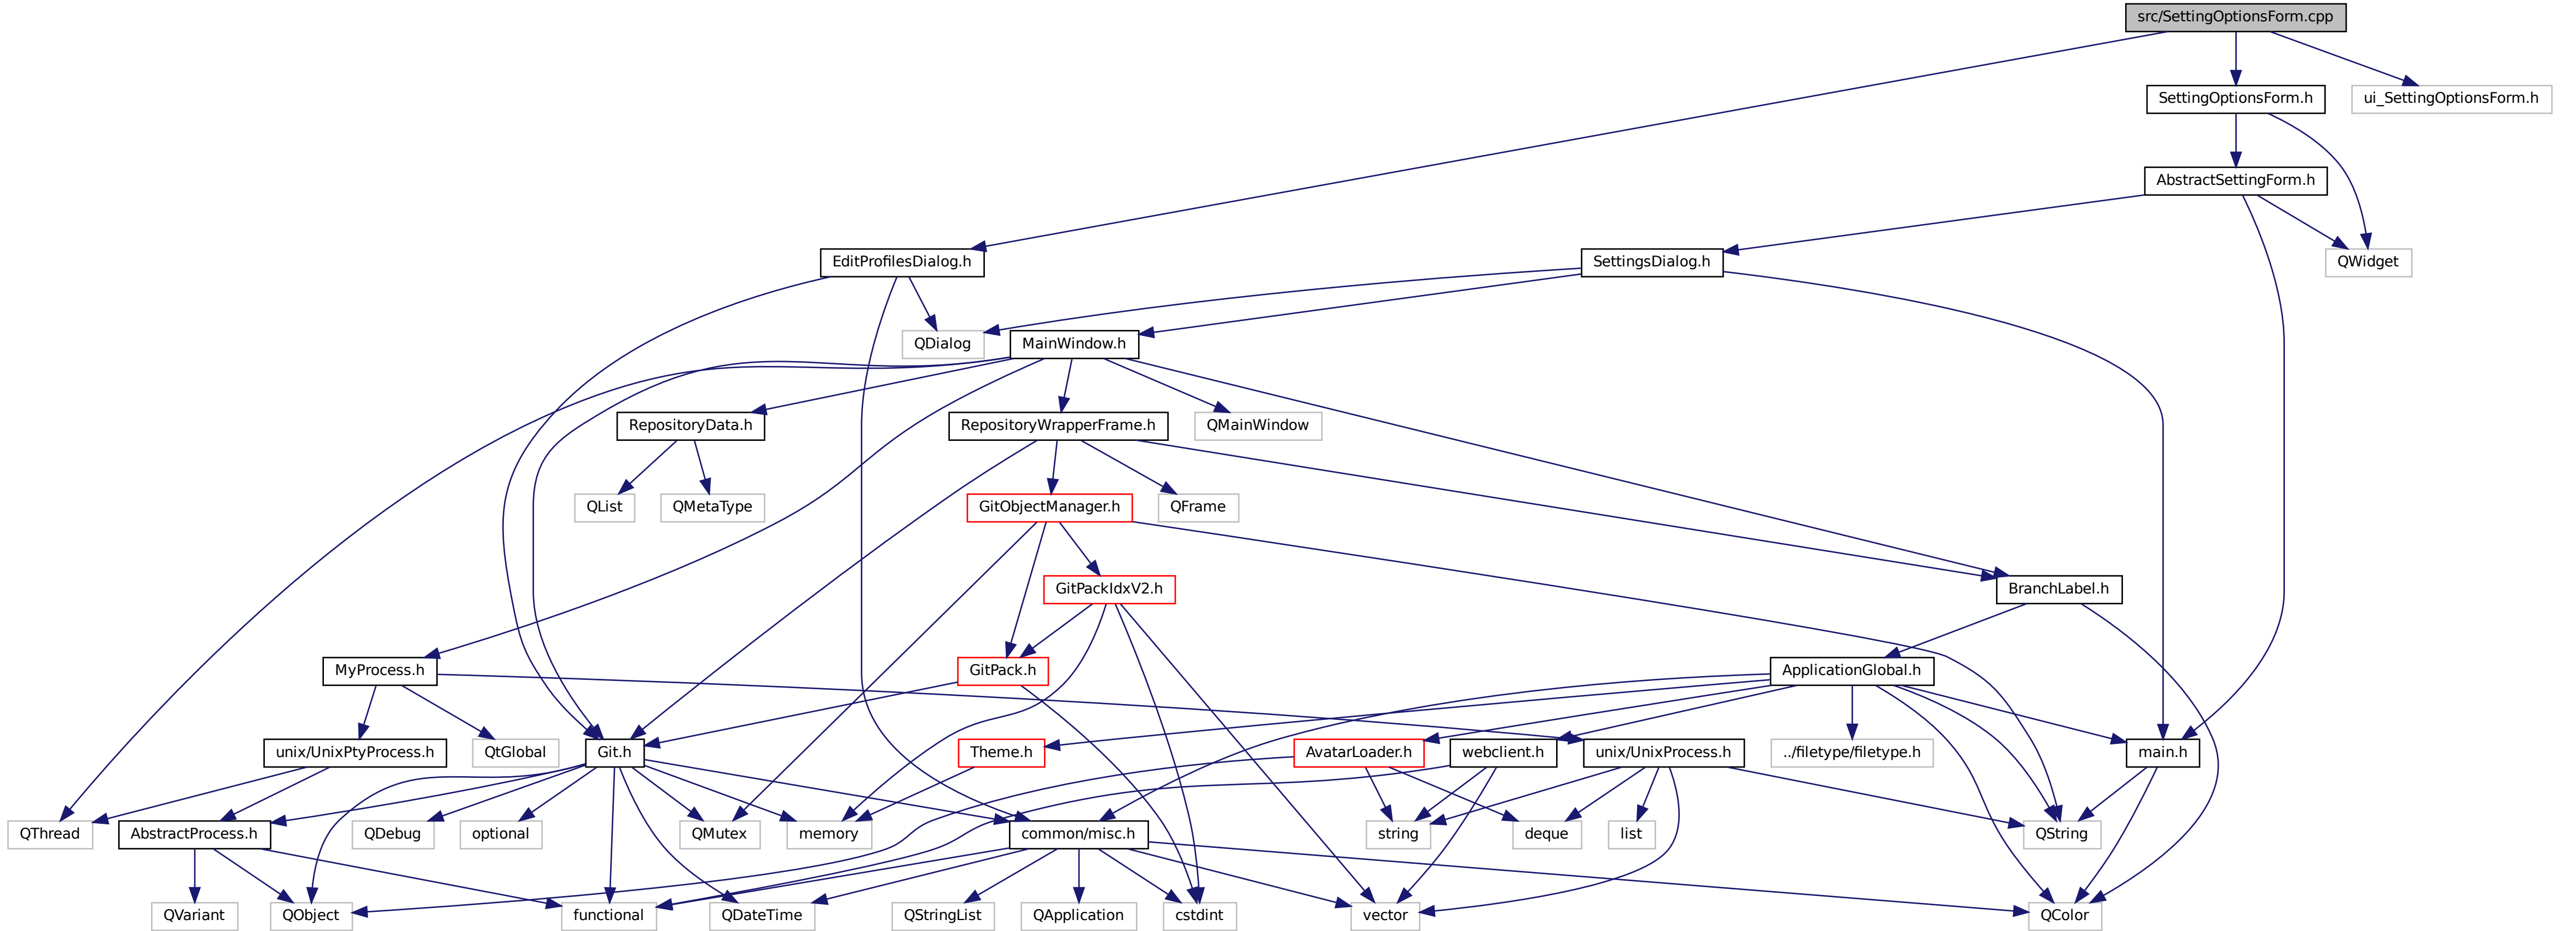 src/SettingOptionsForm.cpp
SettingOptionsForm.h
ui_SettingOptionsForm.h
AbstractSettingForm.h
EditProfilesDialog.h
SettingsDialog.h
QWidget
QDialog
MainWindow.h
RepositoryData.h
RepositoryWrapperFrame.h
QMainWindow
QList
QMetaType
GitObjectManager.h
QFrame
GitPackIdxV2.h
BranchLabel.h
MyProcess.h
GitPack.h
ApplicationGlobal.h
unix/UnixPtyProcess.h
QtGlobal
Git.h
Theme.h
AvatarLoader.h
webclient.h
unix/UnixProcess.h
../filetype/filetype.h
main.h
QThread
AbstractProcess.h
QDebug
optional
QMutex
memory
common/misc.h
string
deque
list
QString
QVariant
QObject
functional
QDateTime
QStringList
QApplication
cstdint
vector
QColor